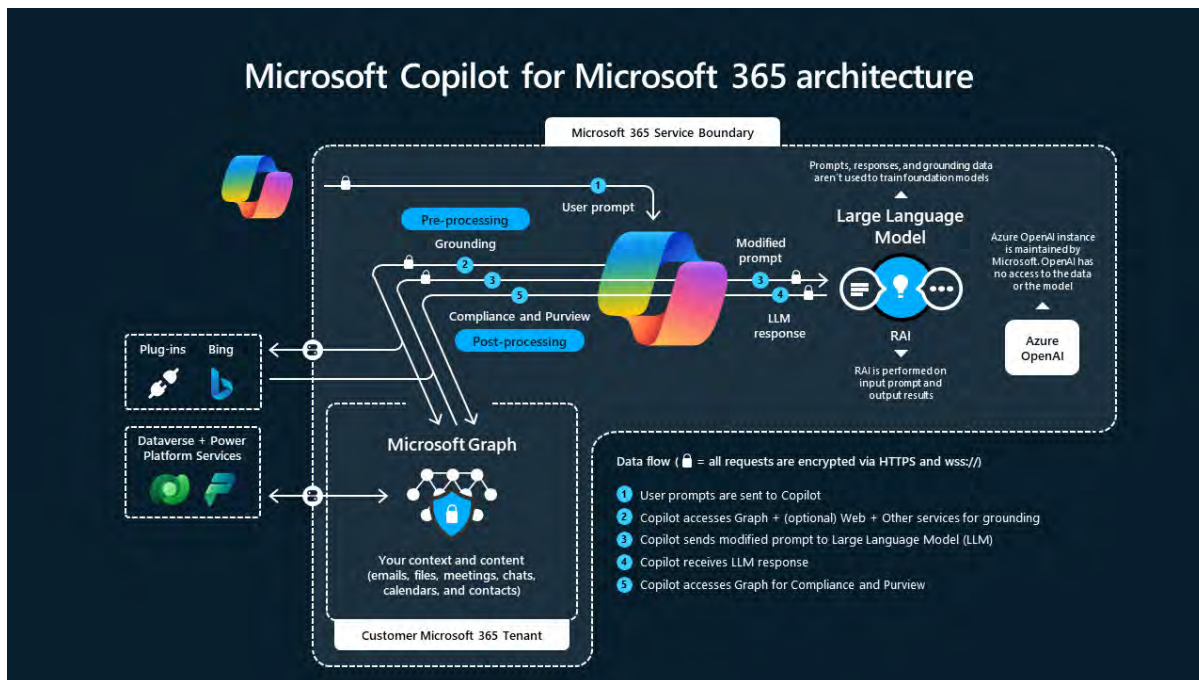 Microsoft Copilot for Microsoft 365 architecture
Microsoft 365 Service Boundary
Prompts, responses, and grounding data
aren't used to train foundation models
1
User prompt
Pre-processing
Grounding
2
3
5
Compliance and Purview
Post-processing
Modified
prompt
3
4
LLM
response
Large Language
Model
RAI
RAI is performed on
input prompt and
output results
Azure OpenAI instance
is maintained by
Microsoft. OpenAI has
no access to the data
or the model
Azure
OpenAI
Plug-ins
Bing
Dataverse + Power
Platform Services
Microsoft Graph
Your context and content
(emails, files, meetings, chats,
calendars, and contacts)
Customer Microsoft 365 Tenant
Data flow ( = all requests are encrypted via HTTPS and wss://)
1 User prompts are sent to Copilot
2 Copilot accesses Graph + (optional) Web + Other services for grounding
3 Copilot sends modified prompt to Large Language Model (LLM)
4 Copilot receives LLM response
5 Copilot accesses Graph for Compliance and Purview